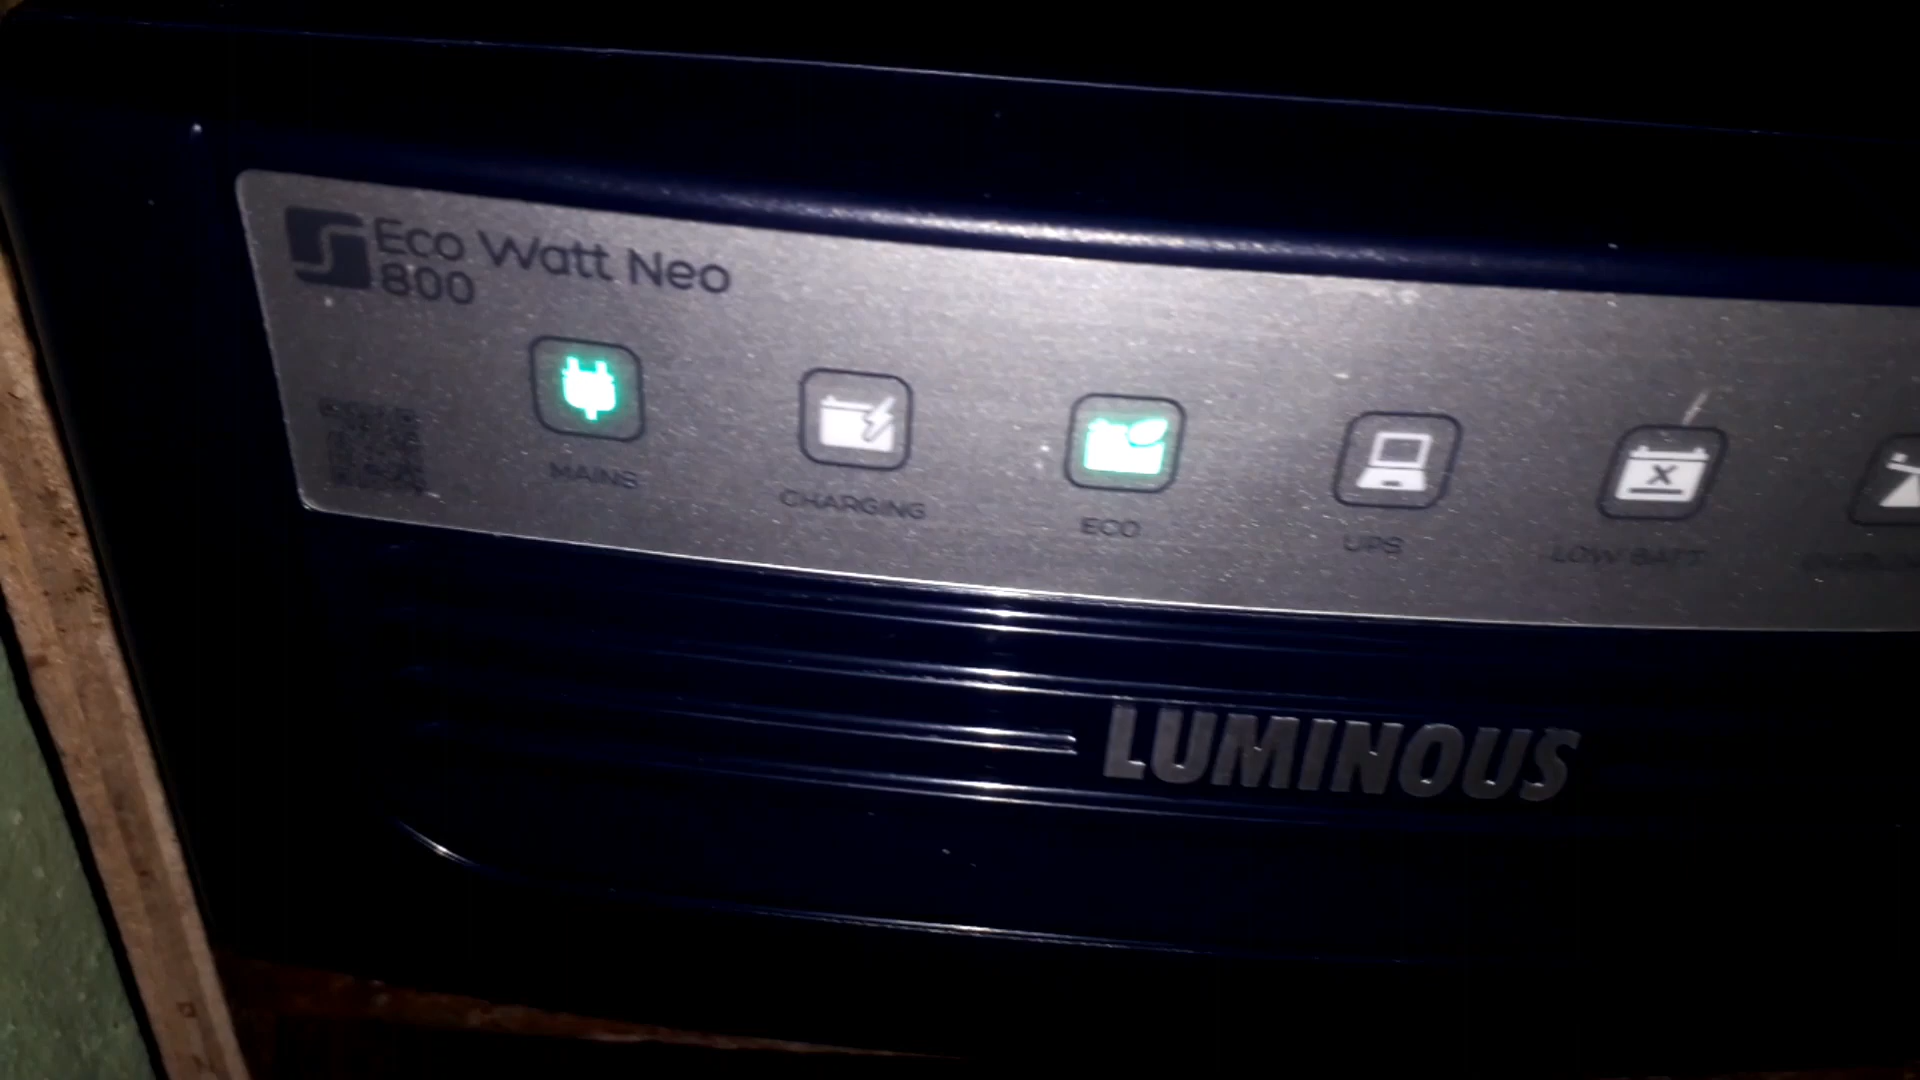 Eco Watt Neo
800
MAINS
CHARGING
ECO
UPS
LOW BATT
LUMINOUS